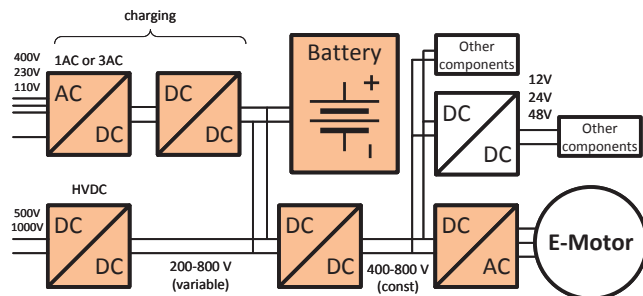 charging
400V
230V
110V
1AC or 3AC
AC
DC
DC
DC
Battery
+
–
Other
components
12V
24V
48V
DC
DC
Other
components
HVDC
500V
1000V
DC
DC
200-800 V
(variable)
DC
DC
400-800 V
(const)
DC
AC
E-Motor